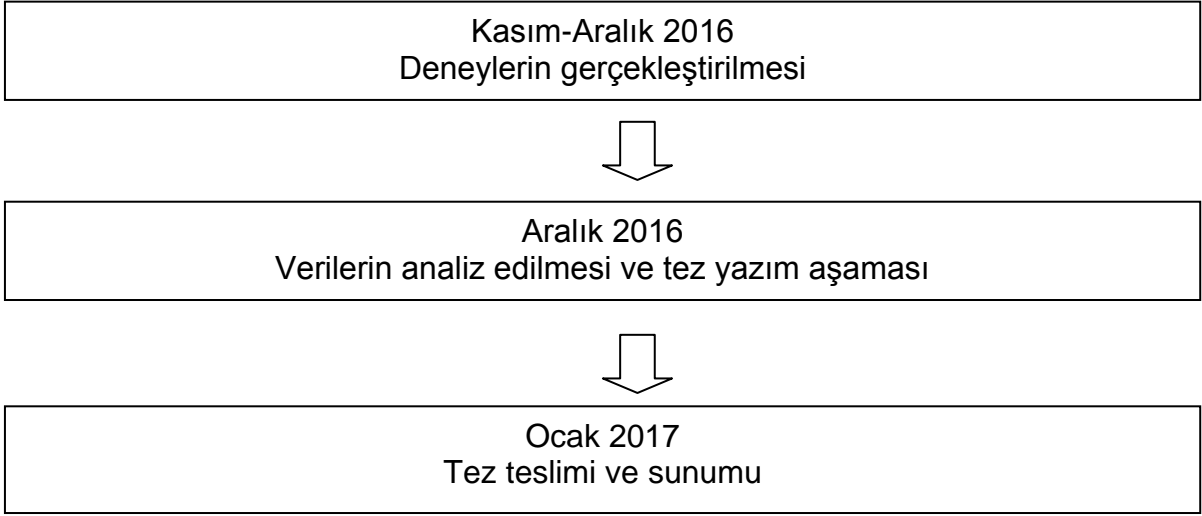 Kasım-Aralık 2016
Deneylerin gerçekleştirilmesi
Aralık 2016
Verilerin analiz edilmesi ve tez yazım aşaması
Ocak 2017
Tez teslimi ve sunumu